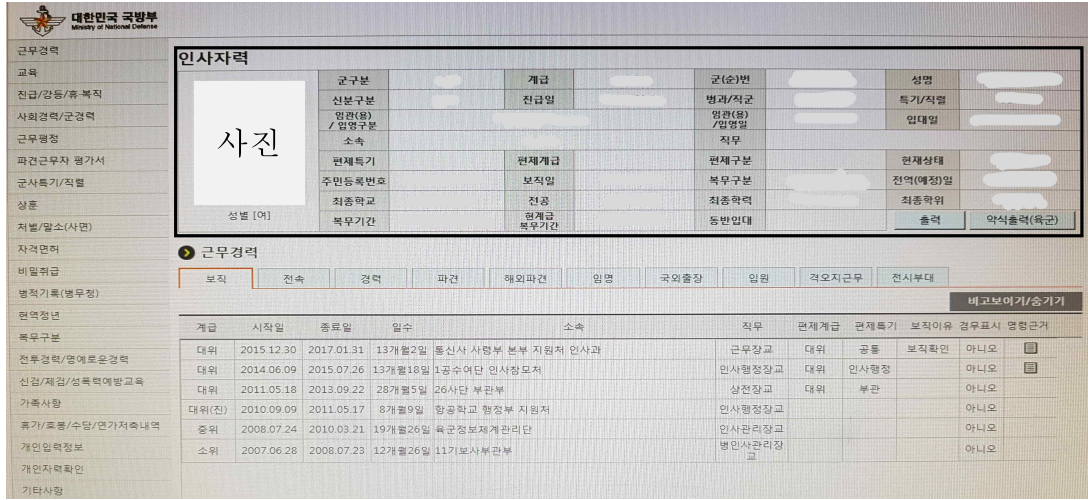 대한민국 국방부
Ministry of National Defense
근무경력
교육
진급/강등/휴·복직
사회경력/군경력
근무평정
파견근무자 평가서
군사특기/직렬
상훈
처벌/말소(사면)
자격면허
비밀취급
병적기록(병무청)
현역정년
복무구분
전투경력/명예로운경력
신검/체검/성폭력예방교육
가족사항
휴가/호봉/수당/연가저축내역
개인입력정보
개인자력확인
기타사항
인사자력
사진
성별 [여]
군구분 계급 군(순)번 성명
신분구분 진급일 병과/직군 특기/직렬
임관(용)/ 임영구분 임관(용)/임영일 입대일
소속 직무
편제특기 편제계급 편제구분 현재상태
주민등록번호 보직일 복무구분 전역(예정)일
최종학교 전공 최종학력 최종학위
복무기간 현계급 복무기간 동반입대 출력 약식출력(육군)
근무경력
보직 전속 경력 파견 해외파견 임명 국외출장 입원 격오지근무 전시부대
비고보이기/숨기기
계급 시작일 종료일 일수 소속 직무 편제계급 편제특기 보직이유 겸무표시 명령근거
대위 2015.12.30 2017.01.31 13개월2일 통신사 사령부 본부 지원처 인사과 근무장교 대위 공통 보직확인 아니오
대위 2014.06.09 2015.07.26 13개월18일 1공수여단 인사참모처 인사행정장교 대위 인사행정 아니오
대위 2011.05.18 2013.09.22 28개월5일 26사단 부관부 상전장교 대위 부관 아니오
대위(진) 2010.09.09 2011.05.17 8개월9일 항공학교 행정부 지원처 인사행정장교 아니오
중위 2008.07.24 2010.03.21 19개월26일 육군정보체계관리단 인사관리장교 아니오
소위 2007.06.28 2008.07.23 12개월26일 11기보사부관부 병인사관리장교 아니오